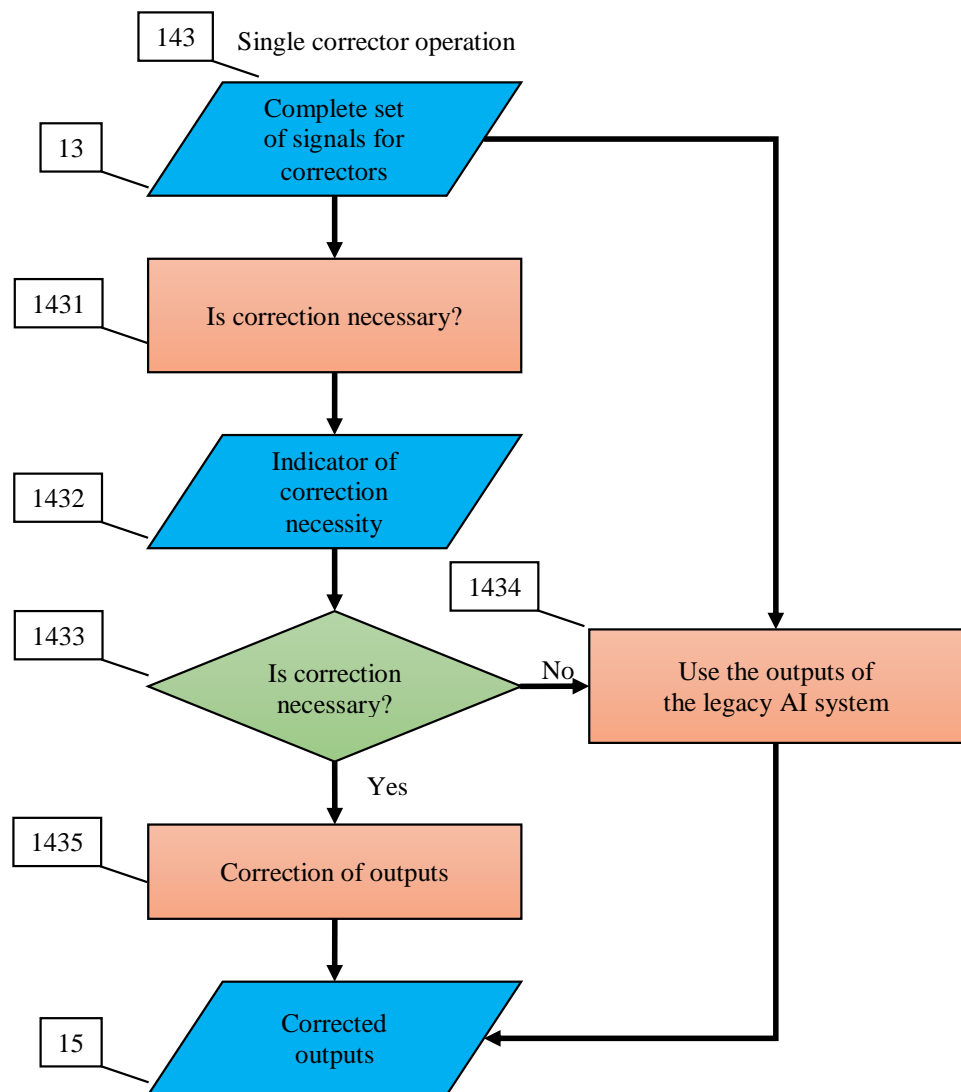 143
Single corrector operation
Complete set
of signals for
correctors
13
1431
Is correction necessary?
Indicator of
correction
necessity
1432
1434
1433
Is correction
necessary?
No
Use the outputs of
the legacy AI system
Yes
1435
Correction of outputs
Corrected
outputs
15